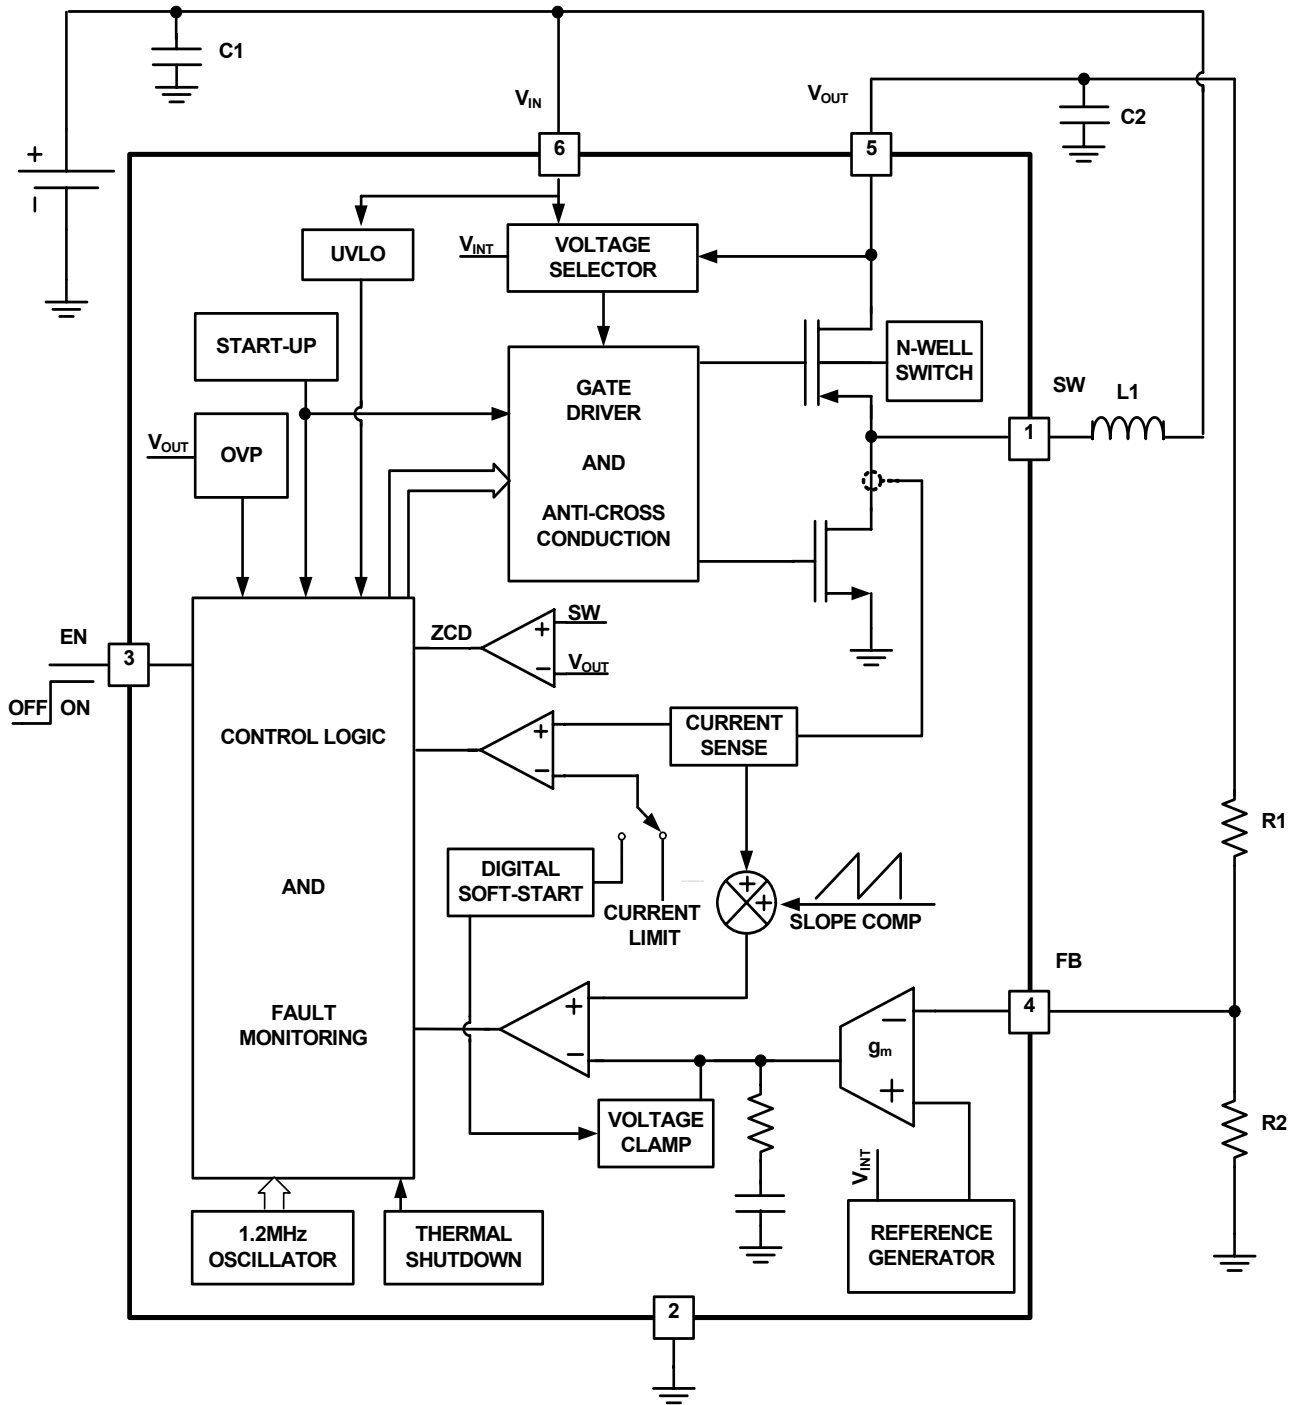 C1
VIN
VOUT
C2
+
−
6
5
UVLO
VINT
VOLTAGE
SELECTOR
START-UP
N-WELL
SWITCH
GATE
DRIVER
AND
ANTI-CROSS
CONDUCTION
SW
L1
1
VOUT
OVP
EN
3
OFF
ON
ZCD
+
−
SW
VOUT
CONTROL LOGIC
AND
FAULT
MONITORING
+
−
CURRENT
SENSE
R1
DIGITAL
SOFT-START
CURRENT
LIMIT
+
+
SLOPE COMP
FB
4
+
−
−
gm
+
VOLTAGE
CLAMP
R2
VINT
1.2MHz
OSCILLATOR
THERMAL
SHUTDOWN
REFERENCE
GENERATOR
2